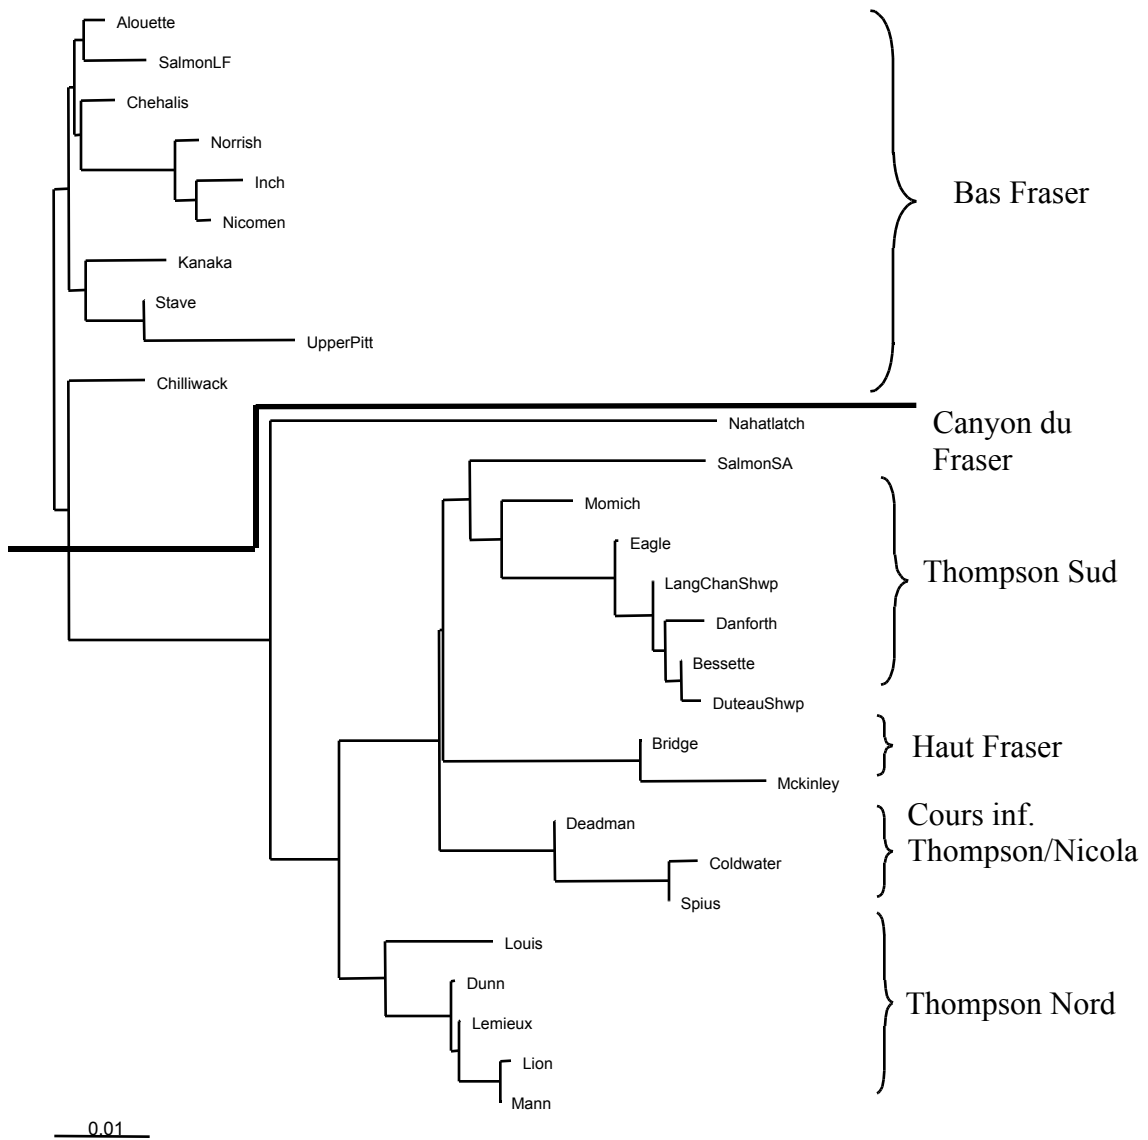 Alouette
SalmonLF
Chehalis
Norrish
Inch
Nicomen
Bas Fraser
Kanaka
Stave
UpperPitt
Chilliwack
Nahatlatch
Canyon du
Fraser
SalmonSA
Momich
Eagle
LangChanShwp
Thompson Sud
Danforth
Bessette
DuteauShwp
Bridge
Haut Fraser
Mckinley
Deadman
Cours inf.
Thompson/Nicola
Coldwater
Spius
Louis
Dunn
Thompson Nord
Lemieux
Lion
Mann
0.01